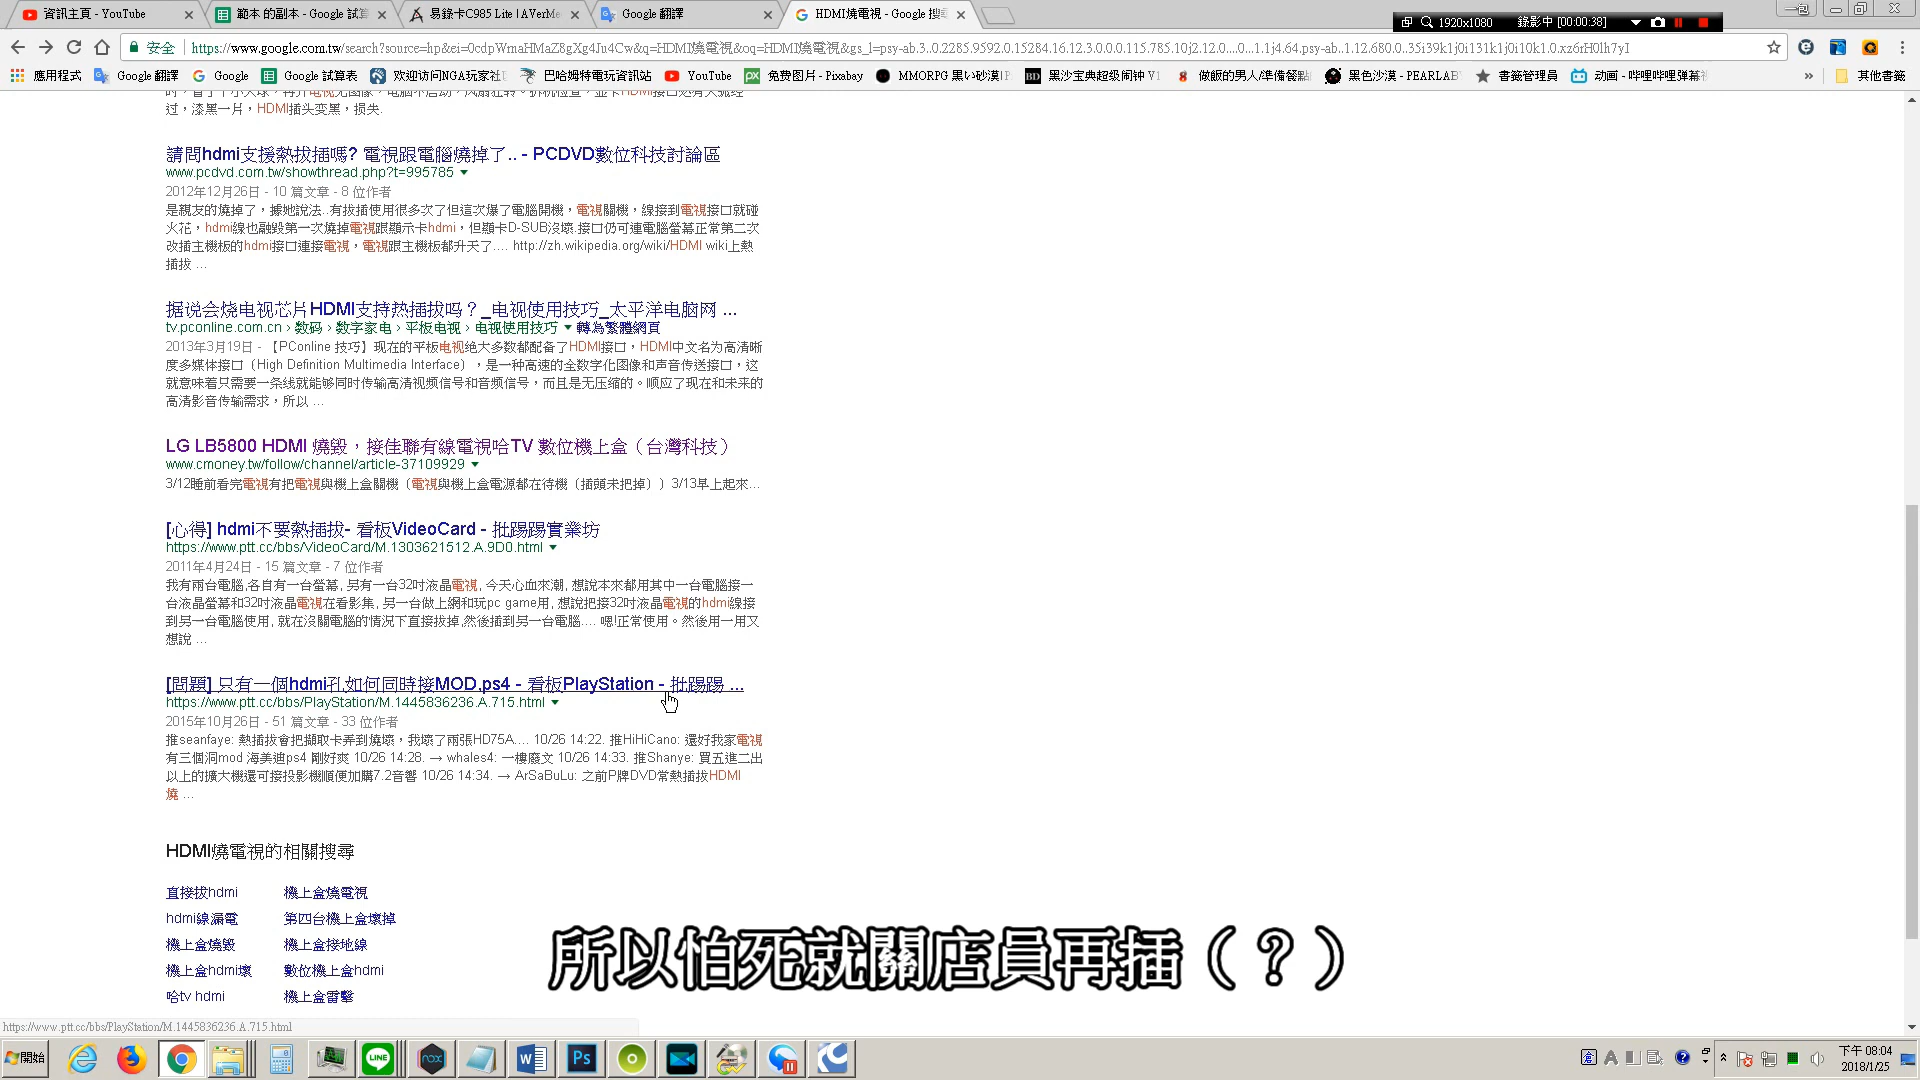 資訊主頁 - YouTube
範本 的副本 - Google 試算
易錄卡C985 Lite | AVerMe
Google 翻譯
HDMI燒電視 - Google 搜尋
1920x1080 錄影中 [00:00:38]
安全 https://www.google.com.tw/search?source=hp&ei=0cdpWmaHMaZ8gXg4Ju4Cw&q=HDMI燒電視&oq=HDMI燒電視&gs_l=psy-ab.3..0.2285.9592.0.15284.16.12.3.0.0.0.115.785.10j2.12.0....0...1.1j4.64.psy-ab..1.12.680.0..35i39k1j0i131k1j0i10k1.0.xz6rH0lh7yI
應用程式
Google 翻譯
Google
Google 試算表
欢迎访问NGA玩家社
巴哈姆特電玩資訊站
YouTube
免费图片 - Pixabay
MMORPG 黒い砂漠
黑沙宝典超级闹钟 V1
做飯的男人/準備餐點
黑色沙漠 - PEARLAB
書籤管理員
动画 - 哔哩哔哩弹幕
其他書籤
过，漆黑一片，HDMI插头变黑，损失.
請問hdmi支援熱拔插嗎? 電視跟電腦燒掉了.. - PCDVD數位科技討論區
www.pcdvd.com.tw/showthread.php?t=995785
2012年12月26日 - 10 篇文章 - 8 位作者
是親友的燒掉了，據她說法..有拔插使用很多次了但這次爆了電腦開機，電視關機，線接到電視接口就碰
火花，hdmi線也融毀第一次燒掉電視跟顯示卡hdmi，但顯卡D-SUB沒壞.接口仍可連電腦螢幕正常第二次
改插主機板的hdmi接口連接電視，電視跟主機板都升天了.... http://zh.wikipedia.org/wiki/HDMI wiki上熱
插拔 ...
据说会烧电视芯片HDMI支持热插拔吗？_电视使用技巧_太平洋电脑网 ...
tv.pconline.com.cn › 数码 › 数字家电 › 平板电视 › 电视使用技巧 轉為繁體網頁
2013年3月19日 - 【PConline 技巧】现在的平板电视绝大多数都配备了HDMI接口，HDMI中文名为高清晰
度多媒体接口（High Definition Multimedia Interface），是一种高速的全数字化图像和声音传送接口，这
就意味着只需要一条线就能够同时传输高清视频信号和音频信号，而且是无压缩的。顺应了现在和未来的
高清影音传输需求，所以 ...
LG LB5800 HDMI 燒毀，接佳聯有線電視哈TV 數位機上盒（台灣科技）
www.cmoney.tw/follow/channel/article-37109929
3/12睡前看完電視有把電視與機上盒關機（電視與機上盒電源都在待機（插頭未把掉））3/13早上起來...
[心得] hdmi不要熱插拔- 看板VideoCard - 批踢踢實業坊
https://www.ptt.cc/bbs/VideoCard/M.1303621512.A.9D0.html
2011年4月24日 - 15 篇文章 - 7 位作者
我有兩台電腦,各自有一台螢幕, 另有一台32吋液晶電視, 今天心血來潮, 想說本來都用其中一台電腦接一
台液晶螢幕和32吋液晶電視在看影集, 另一台做上網和玩pc game用, 想說把接32吋液晶電視的hdmi線接
到另一台電腦使用, 就在沒關電腦的情況下直接拔掉,然後插到另一台電腦.... 嗯!正常使用。然後用一用又
想說 ...
[問題] 只有一個hdmi孔,如何同時接MOD,ps4 - 看板PlayStation - 批踢踢 ...
https://www.ptt.cc/bbs/PlayStation/M.1445836236.A.715.html
2015年10月26日 - 51 篇文章 - 33 位作者
推seanfaye: 熱插拔會把擷取卡弄到燒壞，我壞了兩張HD75A.... 10/26 14:22. 推HiHiCano: 還好我家電視
有三個洞mod 海美迪ps4 剛好爽 10/26 14:28. → whales4: 一樓廢文 10/26 14:33. 推Shanye: 買五進二出
以上的擴大機還可接投影機順便加購7.2音響 10/26 14:34. → ArSaBuLu: 之前P牌DVD常熱插拔HDMI
燒 ...
HDMI燒電視的相關搜尋
直接拔hdmi 機上盒燒電視
hdmi線漏電 第四台機上盒壞掉
機上盒燒毀 機上盒接地線
機上盒hdmi壞 數位機上盒hdmi
哈tv hdmi 機上盒雷擊
所以怕死就關店員再插（？）
https://www.ptt.cc/bbs/PlayStation/M.1445836236.A.715.html
開始
下午 08:04
2018/1/25